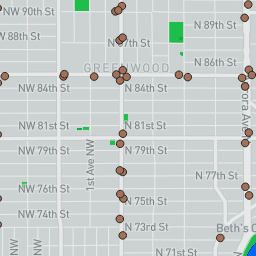 NW 90th St
N 89th St
88th St
N 87th St
N 86th St
GREENWOOD
NW 84th St
N 84th St
ora Ave
NW 81st St
N 81st St
NW 79th St
N 79th St
1st Ave NW
N 77th St
NW 76th St
N 75th St
NW 74th St
N 73rd St
Beth's C
N 71st St
NW
NW